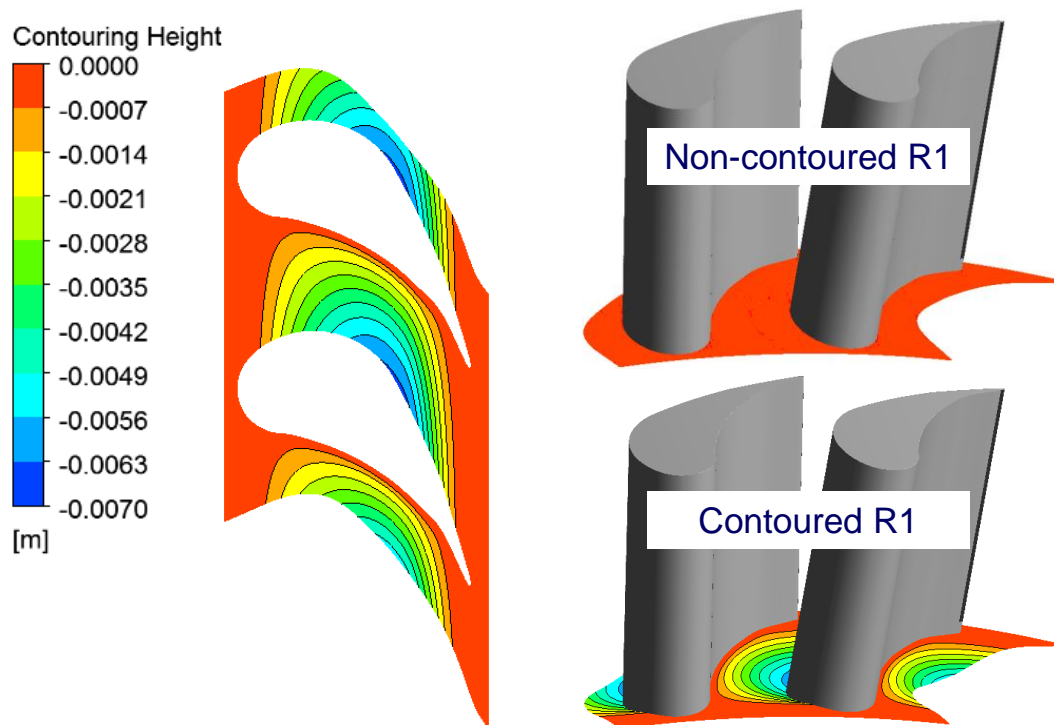 Contouring Height
0.0000
-0.0007
-0.0014
-0.0021
-0.0028
-0.0035
-0.0042
-0.0049
-0.0056
-0.0063
-0.0070
[m]
Non-contoured R1
Contoured R1